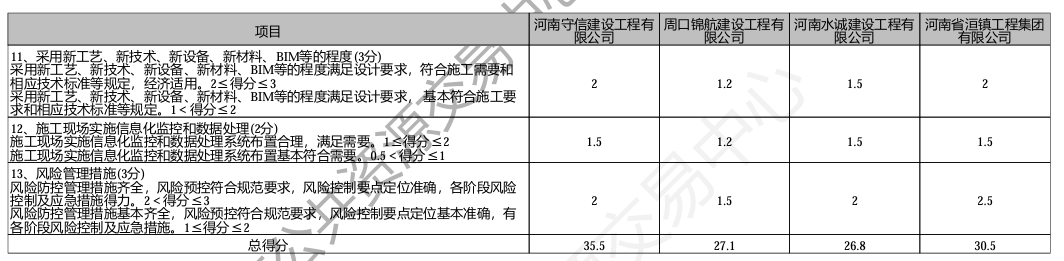 项目
河南守信建设工程有
限公司
周口锦航建设工程有
限公司
河南水诚建设工程有
限公司
河南省洹镇工程集团
有限公司
11、采用新工艺、新技术、新设备、新材料、BIM等的程度(3分)
采用新工艺、新技术、新设备、新材料、BIM等的程度满足设计要求，符合施工需要和
相应技术标准等规定，经济适用。2≤得分≤3
采用新工艺、新技术、新设备、新材料、BIM等的程度满足设计要求，基本符合施工要
求和相应技术标准等规定。1＜得分≤2
2
1.2
1.5
2
12、施工现场实施信息化监控和数据处理(2分)
施工现场实施信息化监控和数据处理系统布置合理，满足需要。1≤得分≤2
施工现场实施信息化监控和数据处理系统布置基本符合需要。0.5＜得分≤1
1.5
1.2
1.5
1.5
13、风险管理措施(3分)
风险防控管理措施齐全，风险预控符合规范要求，风险控制要点定位准确，各阶段风险
控制及应急措施得力。2＜得分≤3
风险防控管理措施基本齐全，风险预控符合规范要求，风险控制要点定位基本准确，有
各阶段风险控制及应急措施。1≤得分≤2
2
1.5
2
2.5
总得分
35.5
27.1
26.8
30.5
公共资源交易中心
交易中心